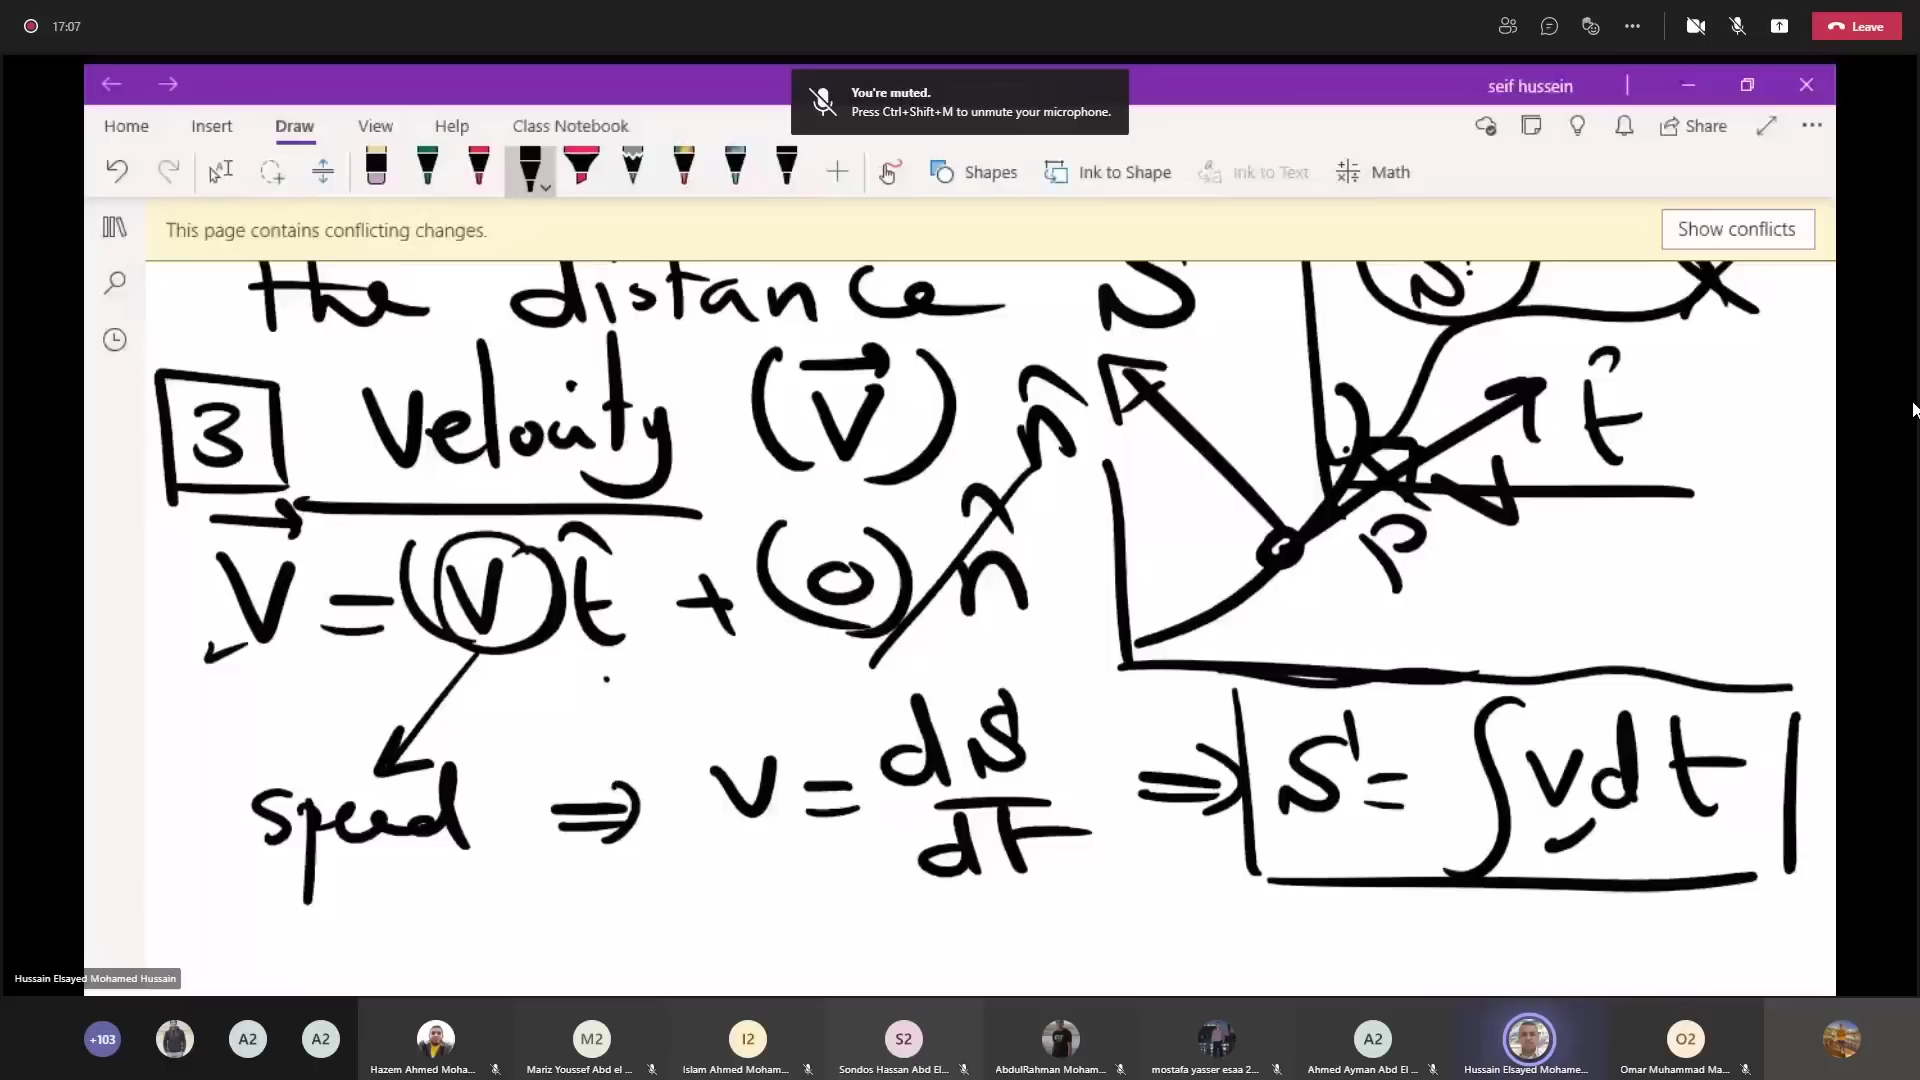 17:07
Leave
seif hussein
You're muted.
Press Ctrl+Shift+M to unmute your microphone.
Home Insert Draw View Help Class Notebook
Share
Shapes Ink to Shape Ink to Text Math
This page contains conflicting changes.
Show conflicts
the distance S
(S) x
3 Velocity (V⃗)
n̂ t̂
P
V⃗ = (V) t̂ + (0) n̂
speed ⇒ v = ds/dt ⇒ S = ∫ v dt
Hussain Elsayed Mohamed Hussain
+103 A2 A2 M2 I2 S2 A2 O2
Hazem Ahmed Moha... Mariz Youssef Abd el ... Islam Ahmed Moham... Sondos Hassan Abd El... AbdulRahman Moham... mostafa yasser esaa 2... Ahmed Ayman Abd El ... Hussain Elsayed Mohame... Omar Muhammad Ma...